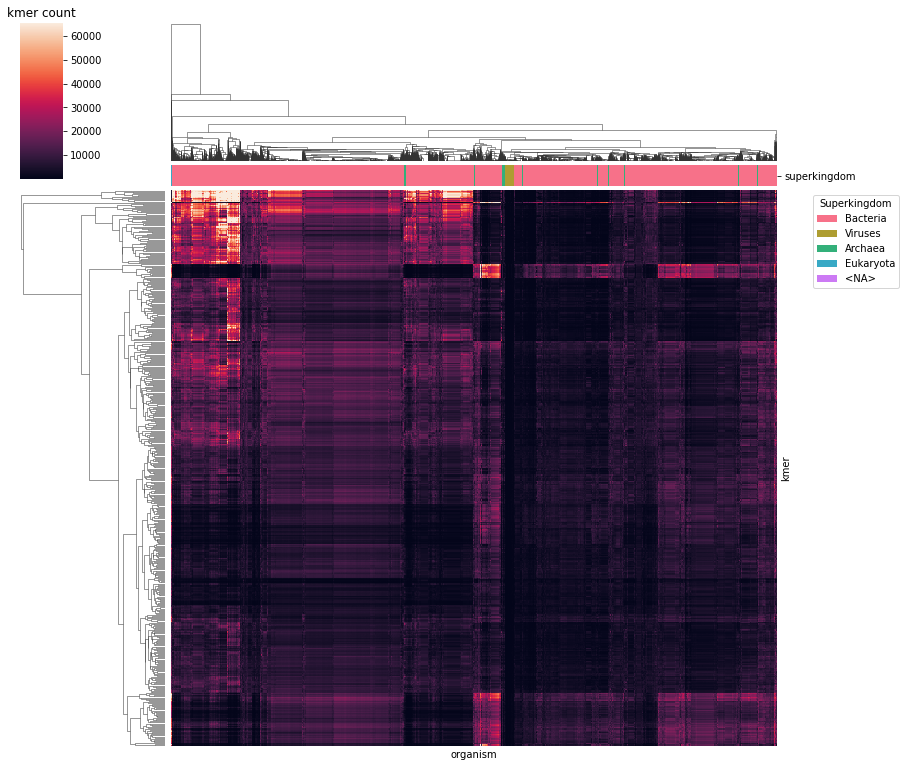 kmer count
60000
50000
40000
30000
20000
10000
superkingdom
Superkingdom
Bacteria
Viruses
Archaea
Eukaryota
<NA>
kmer
organism